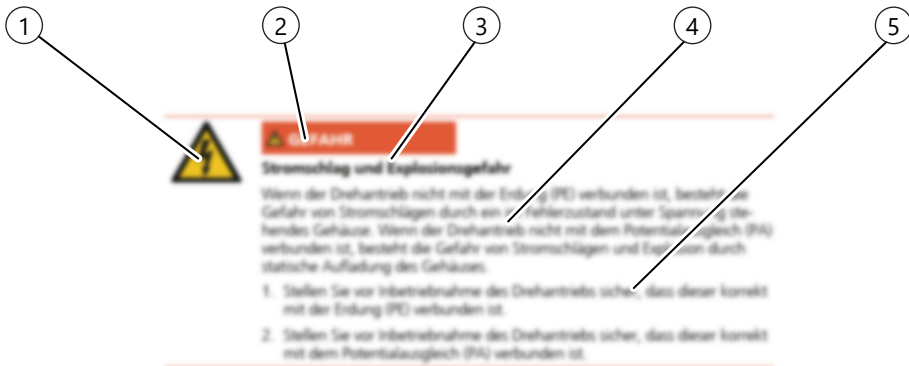 1 2 3 4 5
GEFAHR
Stromschlag und Explosionsgefahr
Wenn der Drehantrieb nicht mit der Erdung (PE) verbunden ist, besteht die
Gefahr von Stromschlägen durch ein im Fehlerzustand unter Spannung ste-
hendes Gehäuse. Wenn der Drehantrieb nicht mit dem Potentialausgleich (PA)
verbunden ist, besteht die Gefahr von Stromschlägen und Explosion durch
statische Aufladung des Gehäuses.
1. Stellen Sie vor Inbetriebnahme des Drehantriebs sicher, dass dieser korrekt
mit der Erdung (PE) verbunden ist.
2. Stellen Sie vor Inbetriebnahme des Drehantriebs sicher, dass dieser korrekt
mit dem Potentialausgleich (PA) verbunden ist.